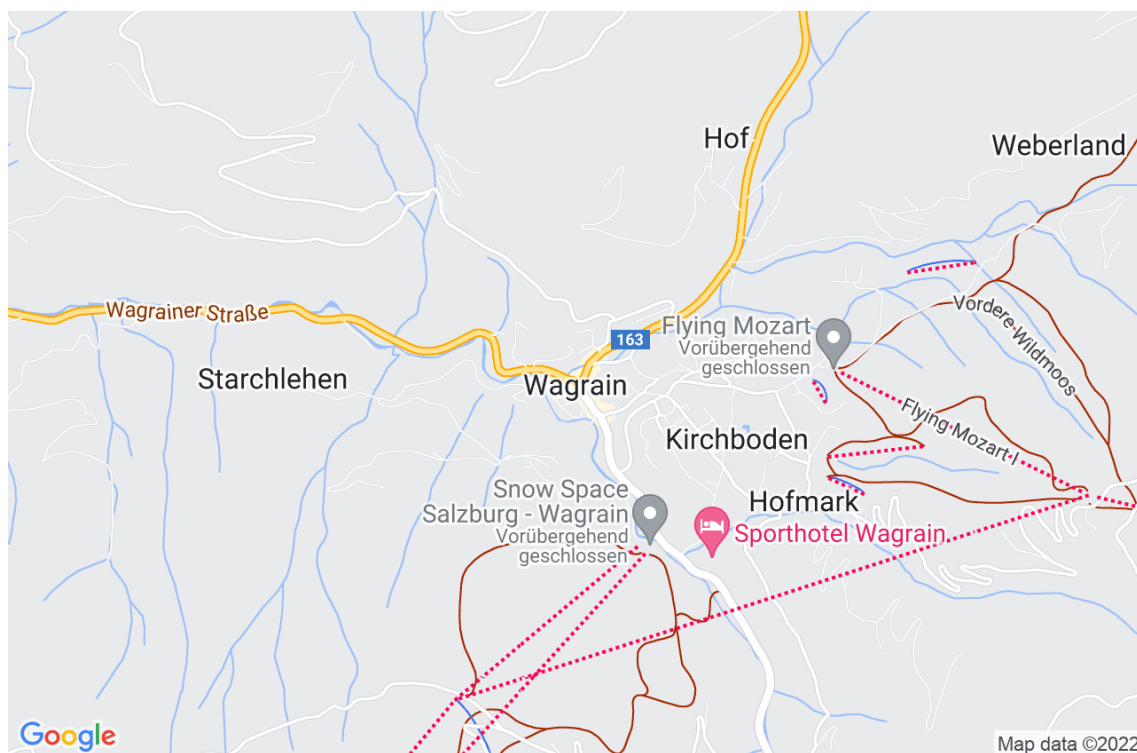 Hof
Weberland
Wagrainer Straße
163
Flying Mozart
Vorübergehend
geschlossen
Vordere Wildmoos
Starchlehen
Wagrain
Flying Mozart I
Kirchboden
Snow Space
Salzburg - Wagrain
Vorübergehend
geschlossen
Hofmark
Sporthotel Wagrain
Google
Map data ©2022